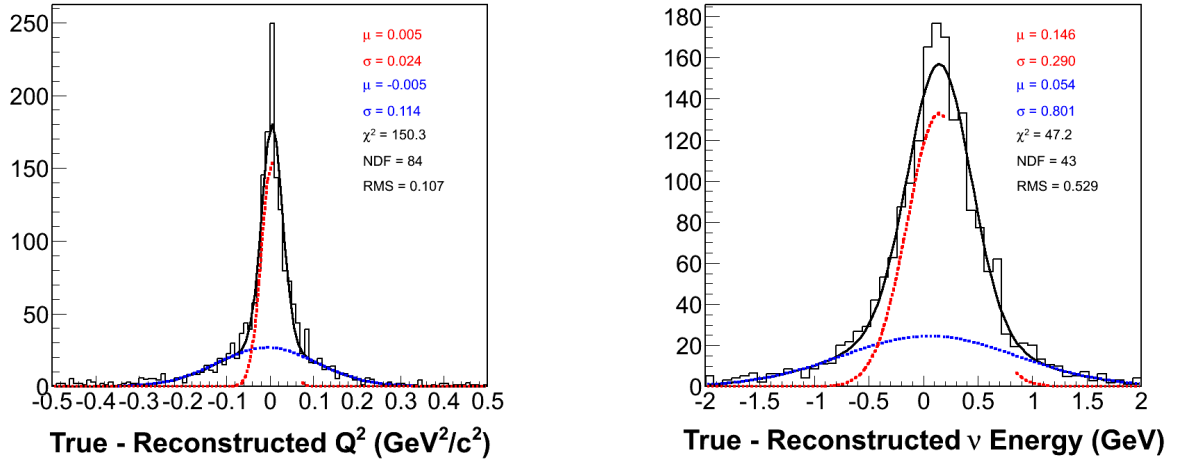 250
200
150
100
50
0
-0.5 -0.4 -0.3 -0.2 -0.1 0 0.1 0.2 0.3 0.4 0.5
μ = 0.005
σ = 0.024
μ = -0.005
σ = 0.114
χ² = 150.3
NDF = 84
RMS = 0.107
True - Reconstructed Q² (GeV²/c²)
180
160
140
120
100
80
60
40
20
0
-2 -1.5 -1 -0.5 0 0.5 1 1.5 2
μ = 0.146
σ = 0.290
μ = 0.054
σ = 0.801
χ² = 47.2
NDF = 43
RMS = 0.529
True - Reconstructed ν Energy (GeV)